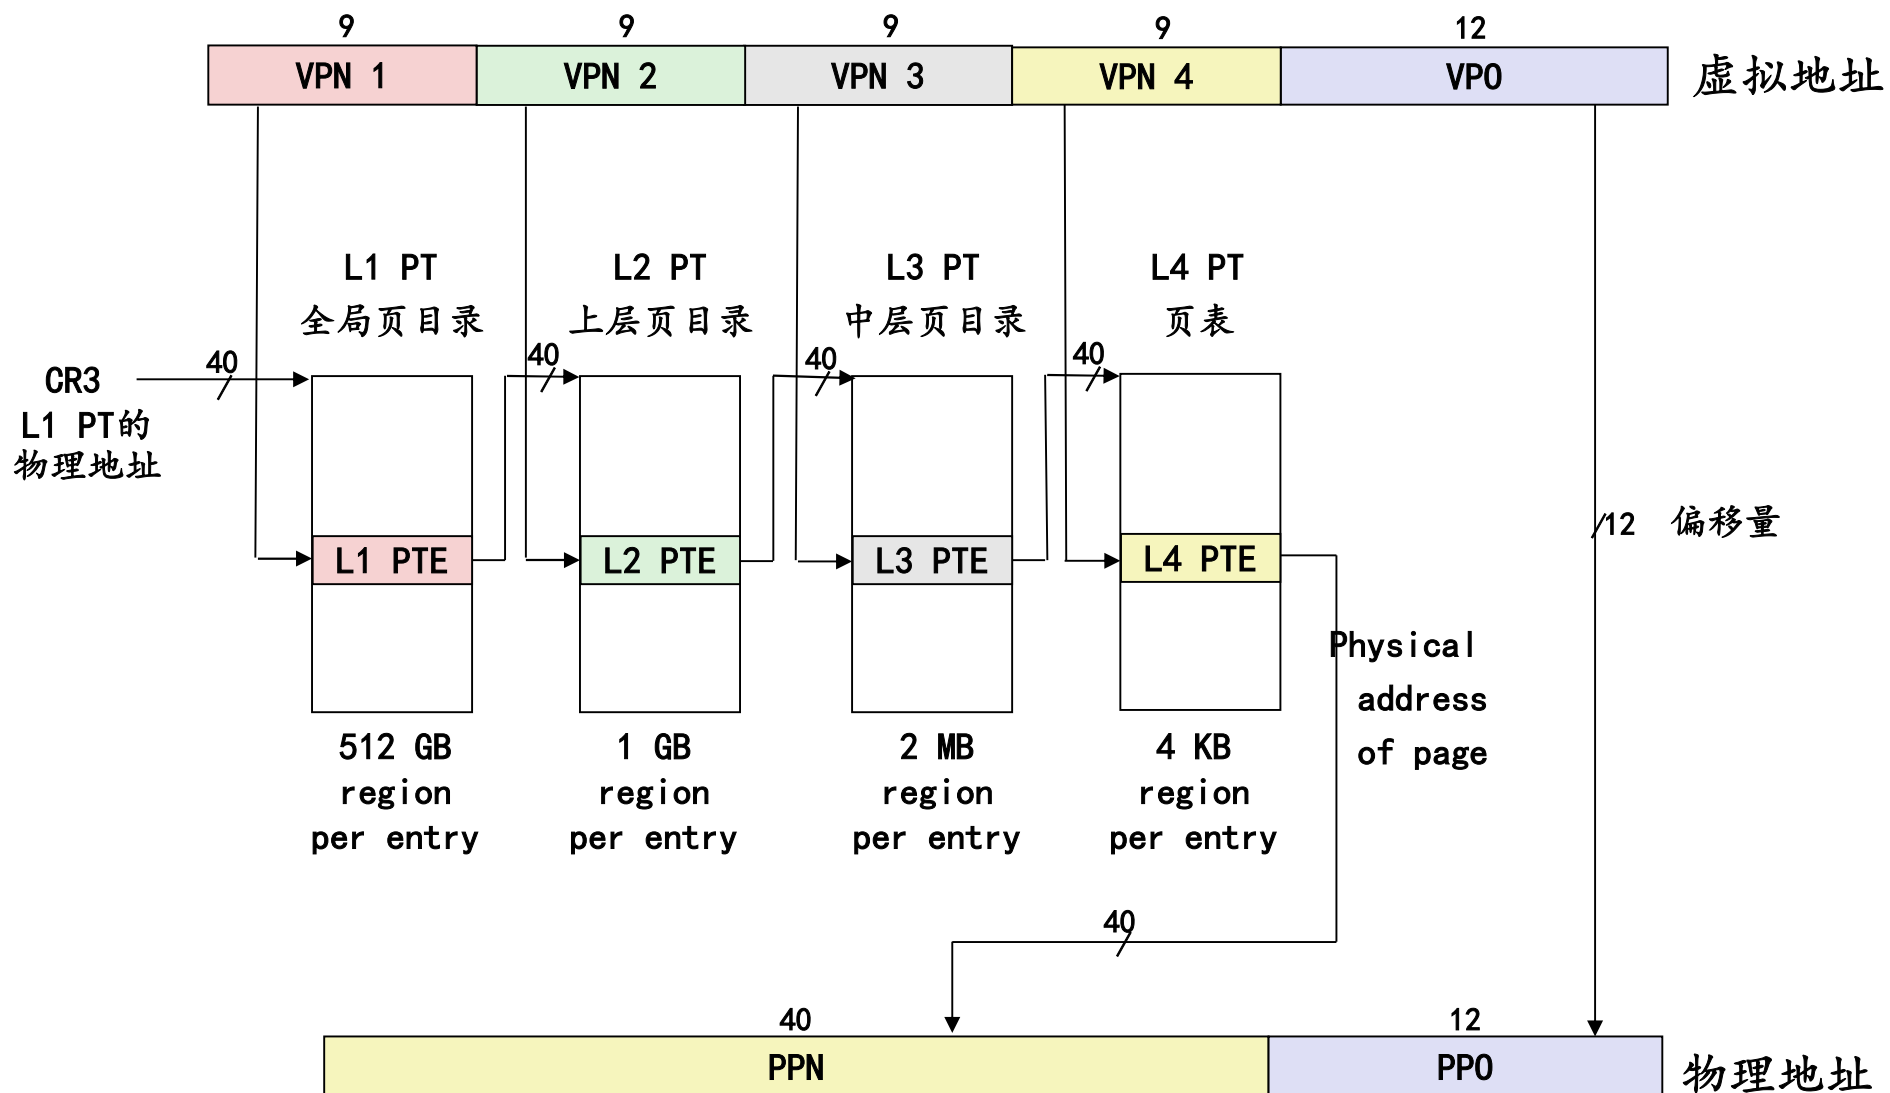 9 9 9 9 12
VPN 1 VPN 2 VPN 3 VPN 4 VPO 虚拟地址
L1 PT L2 PT L3 PT L4 PT
全局页目录 上层页目录 中层页目录 页表
40 40 40 40
CR3
L1 PT的
物理地址
12 偏移量
L1 PTE L2 PTE L3 PTE L4 PTE
Physical
address
of page
512 GB 1 GB 2 MB 4 KB
region region region region
per entry per entry per entry per entry
40
40 12
PPN PPO 物理地址